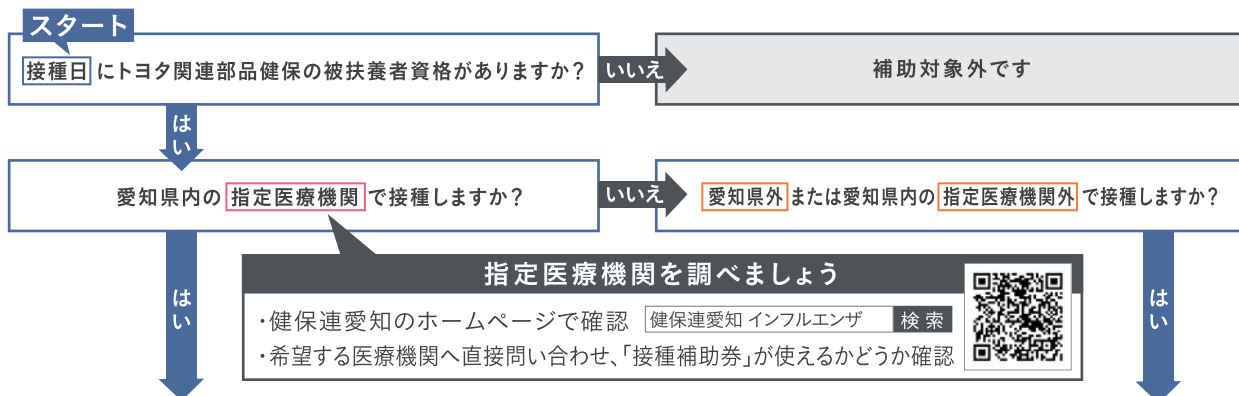 スタート
接種日にトヨタ関連部品健保の被扶養者資格がありますか?
いいえ
補助対象外です
はい
愛知県内の指定医療機関で接種しますか?
いいえ
愛知県外または愛知県内の指定医療機関外で接種しますか?
指定医療機関を調べましょう
・健保連愛知のホームページで確認 健保連愛知 インフルエンザ 検索
・希望する医療機関へ直接問い合わせ、「接種補助券」が使えるかどうか確認
はい
はい